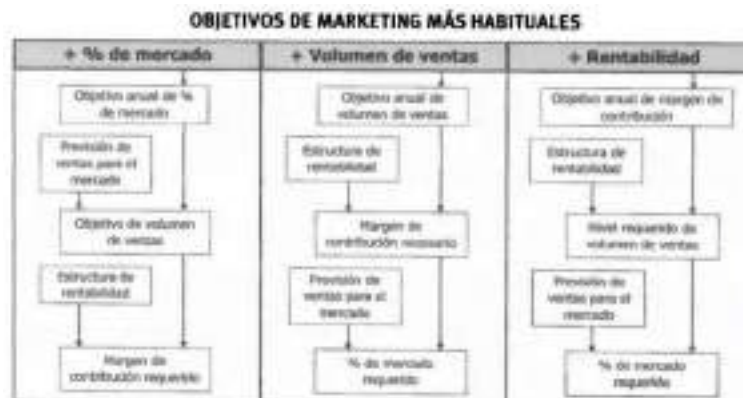 OBJETIVOS DE MARKETING MÁS HABITUALES
+ % de mercado
Objetivo anual de %
de mercado
Previsión de
ventas para el
mercado
Objetivo de volumen
de ventas
Estructura de
rentabilidad
Margen de
contribución requerido
+ Volumen de ventas
Objetivo anual de
volumen de ventas
Estructura de
rentabilidad
Margen de
contribución necesario
Previsión de
ventas para el
mercado
% de mercado
requerido
+ Rentabilidad
Objetivo anual de margen de
contribución
Estructura de
rentabilidad
Nivel requerido de
volumen de ventas
Previsión de
ventas para el
mercado
% de mercado
requerido